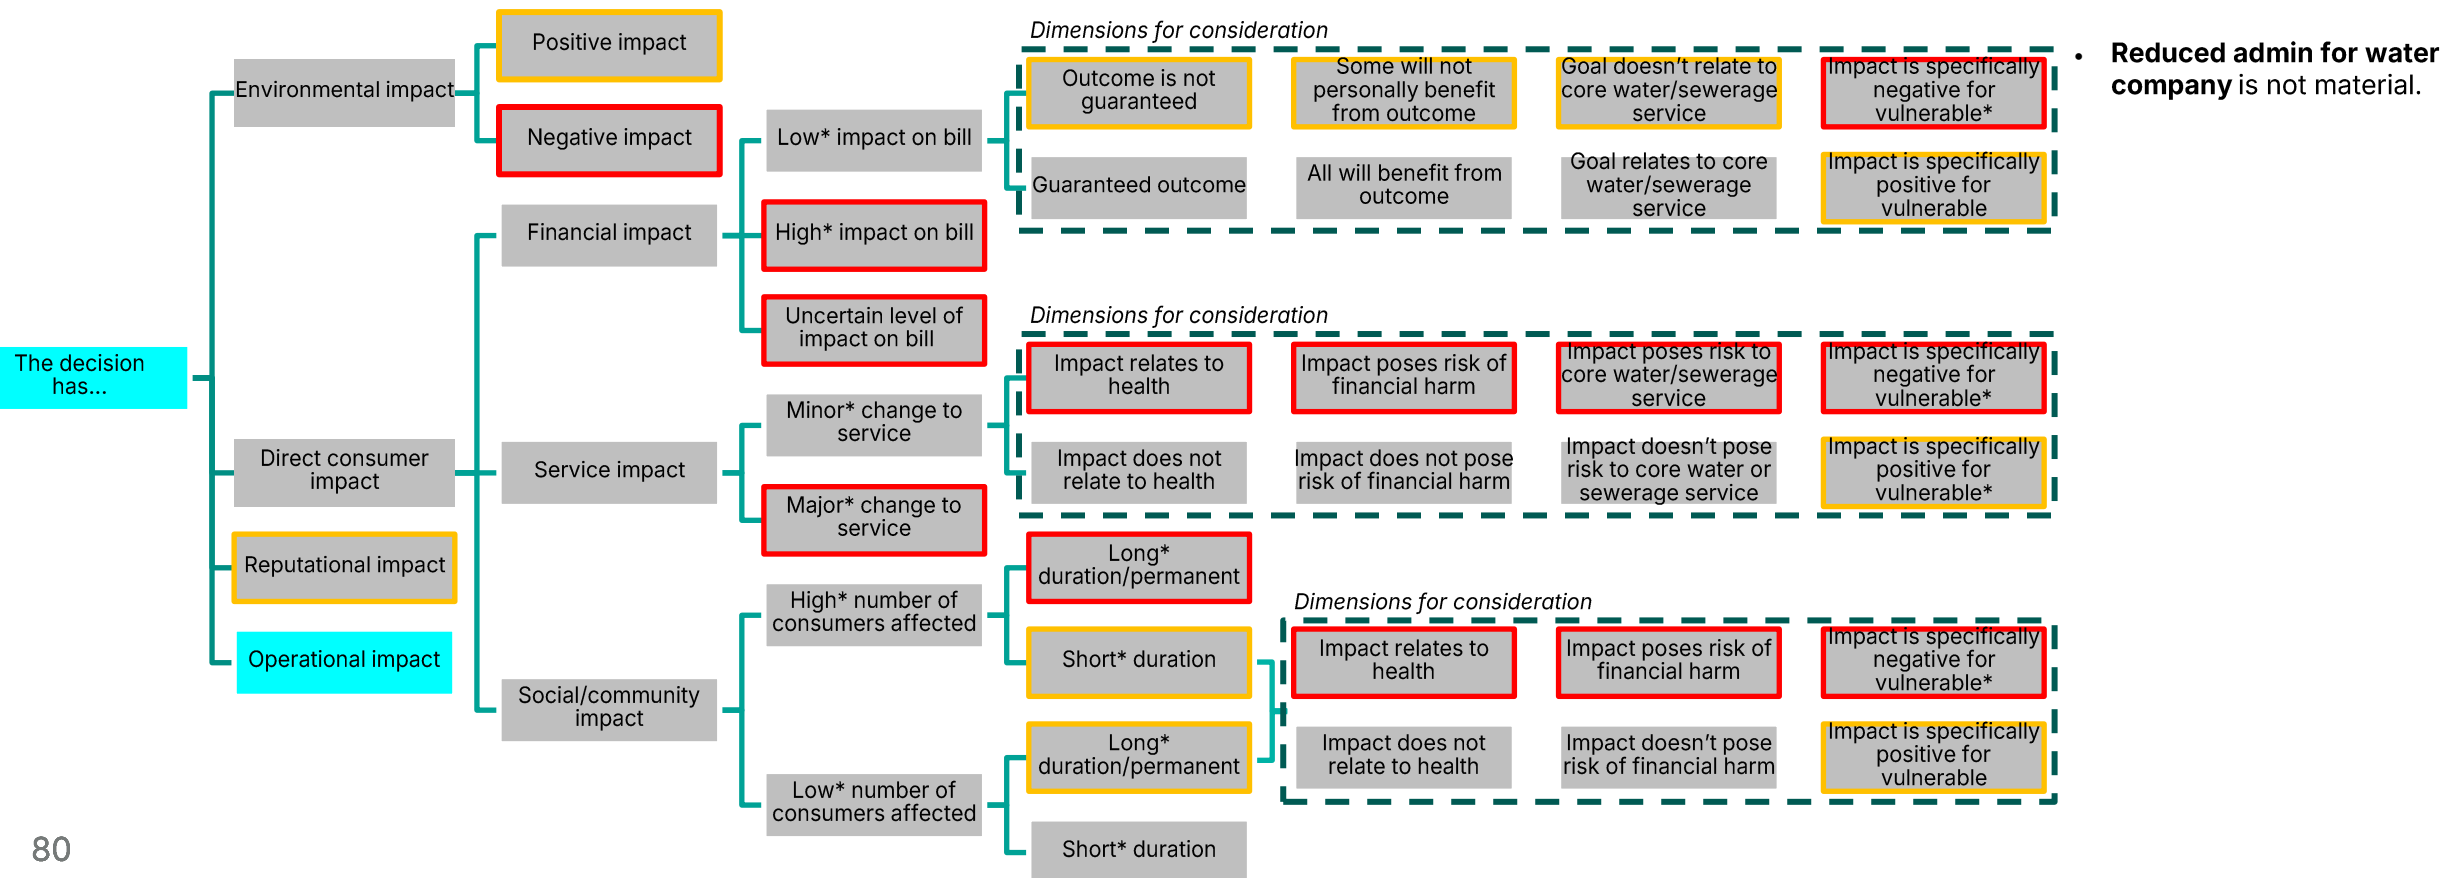 Positive impact
Environmental impact
Negative impact
Dimensions for consideration
Low* impact on bill
Outcome is not
guaranteed
Some will not
personally benefit
from outcome
Goal doesn’t relate to
core water/sewerage
service
Impact is specifically
negative for
vulnerable*
Guaranteed outcome
All will benefit from
outcome
Goal relates to core
water/sewerage
service
Impact is specifically
positive for
vulnerable
• Reduced admin for water
company is not material.
Financial impact
High* impact on bill
Uncertain level of
impact on bill
The decision
has...
Direct consumer
impact
Service impact
Minor* change to
service
Major* change to
service
Dimensions for consideration
Impact relates to
health
Impact poses risk of
financial harm
Impact poses risk to
core water/sewerage
service
Impact is specifically
negative for
vulnerable*
Impact does not
relate to health
Impact does not pose
risk of financial harm
Impact doesn’t pose
risk to core water or
sewerage service
Impact is specifically
positive for
vulnerable*
Reputational impact
Operational impact
Social/community
impact
High* number of
consumers affected
Long*
duration/permanent
Short* duration
Low* number of
consumers affected
Long*
duration/permanent
Short* duration
Dimensions for consideration
Impact relates to
health
Impact poses risk of
financial harm
Impact is specifically
negative for
vulnerable*
Impact does not
relate to health
Impact doesn’t pose
risk of financial harm
Impact is specifically
positive for
vulnerable
80